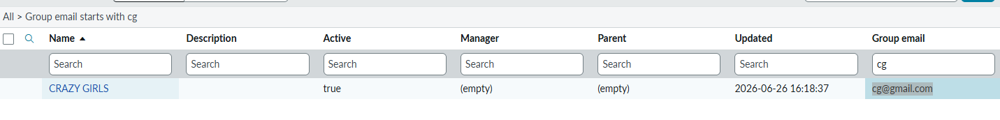 All > Group email starts with cg
Name Description Active Manager Parent Updated Group email
Search Search Search Search Search Search cg
CRAZY GIRLS true (empty) (empty) 2026-06-26 16:18:37 cg@gmail.com